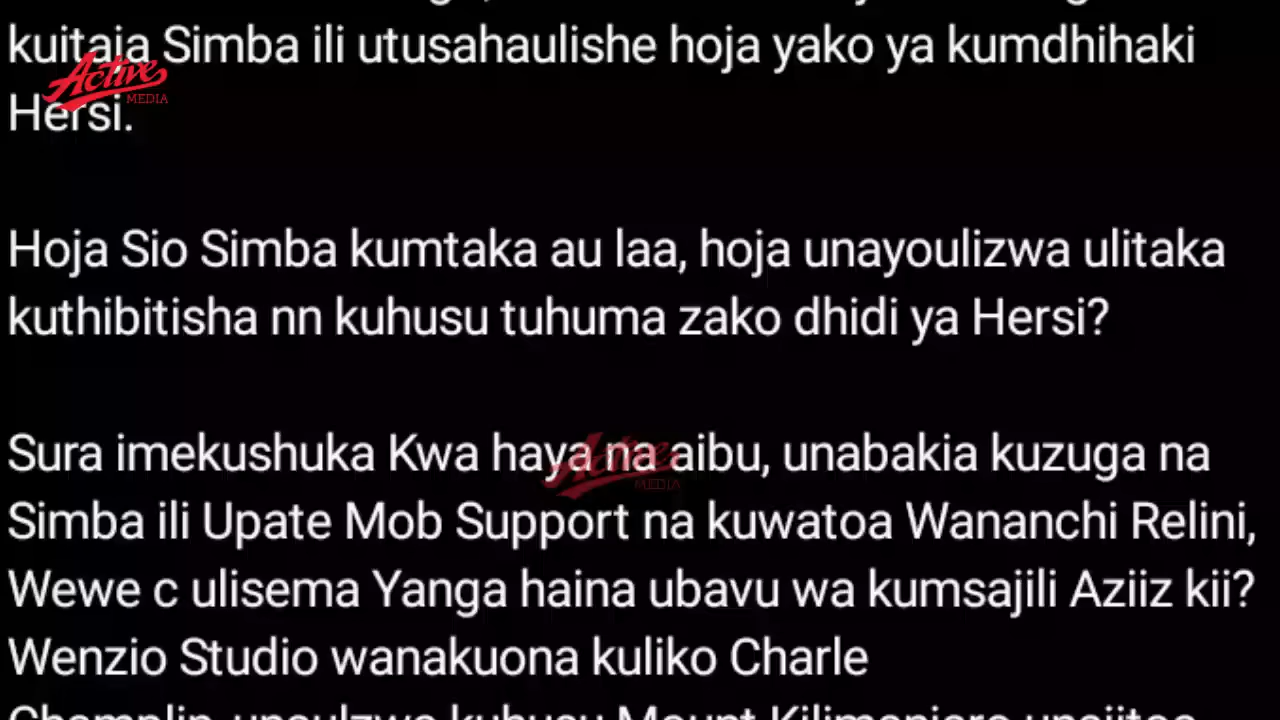 kuitaja Simba ili utusahaulishe hoja yako ya kumdhihaki
Hersi.
Active
MEDIA
Hoja Sio Simba kumtaka au laa, hoja unayoulizwa ulitaka
kuthibitisha nn kuhusu tuhuma zako dhidi ya Hersi?
Sura imekushuka Kwa haya na aibu, unabakia kuzuga na
Active
MEDIA
Simba ili Upate Mob Support na kuwatoa Wananchi Relini,
Wewe c ulisema Yanga haina ubavu wa kumsajili Aziiz kii?
Wenzio Studio wanakuona kuliko Charle